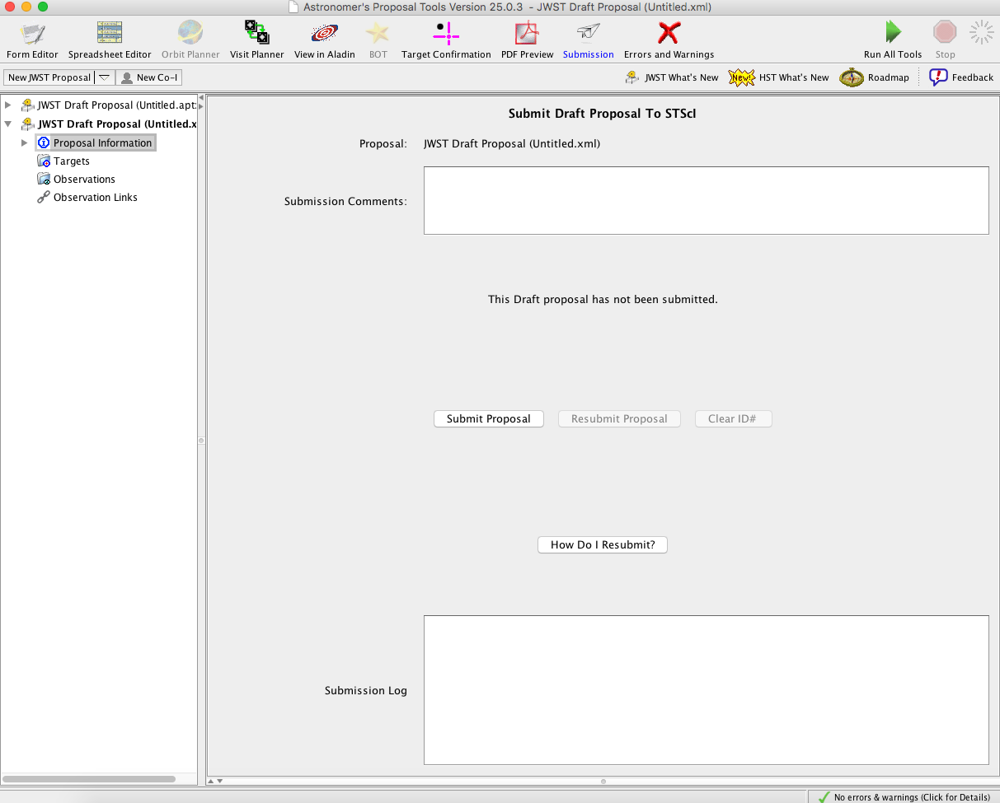 Astronomer's Proposal Tools Version 25.0.3 - JWST Draft Proposal (Untitled.xml)
Form Editor Spreadsheet Editor Orbit Planner Visit Planner View in Aladin BOT Target Confirmation PDF Preview Submission Errors and Warnings Run All Tools Stop
New JWST Proposal New Co-I JWST What's New New! HST What's New Roadmap Feedback
JWST Draft Proposal (Untitled.apt
JWST Draft Proposal (Untitled.x
Proposal Information
Targets
Observations
Observation Links
Submit Draft Proposal To STScI
Proposal: JWST Draft Proposal (Untitled.xml)
Submission Comments:
This Draft proposal has not been submitted.
Submit Proposal Resubmit Proposal Clear ID#
How Do I Resubmit?
Submission Log
No errors & warnings (Click for Details)